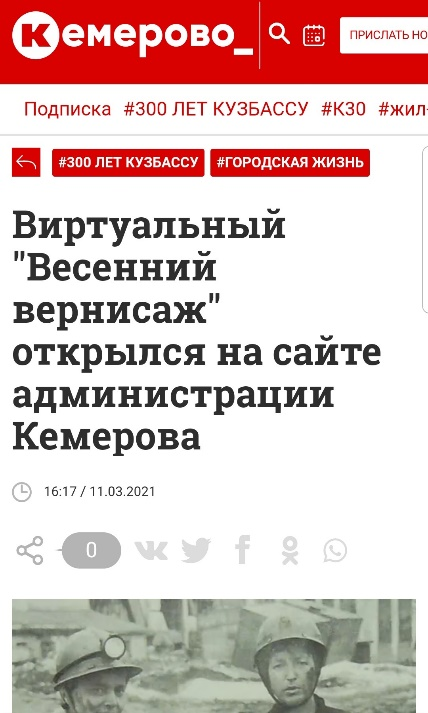 Кемерово_
ПРИСЛАТЬ НО
Подписка #300 ЛЕТ КУЗБАССУ #К30 #жил-
#300 ЛЕТ КУЗБАССУ #ГОРОДСКАЯ ЖИЗНЬ
Виртуальный
"Весенний
вернисаж"
открылся на сайте
администрации
Кемерова
16:17 / 11.03.2021
0